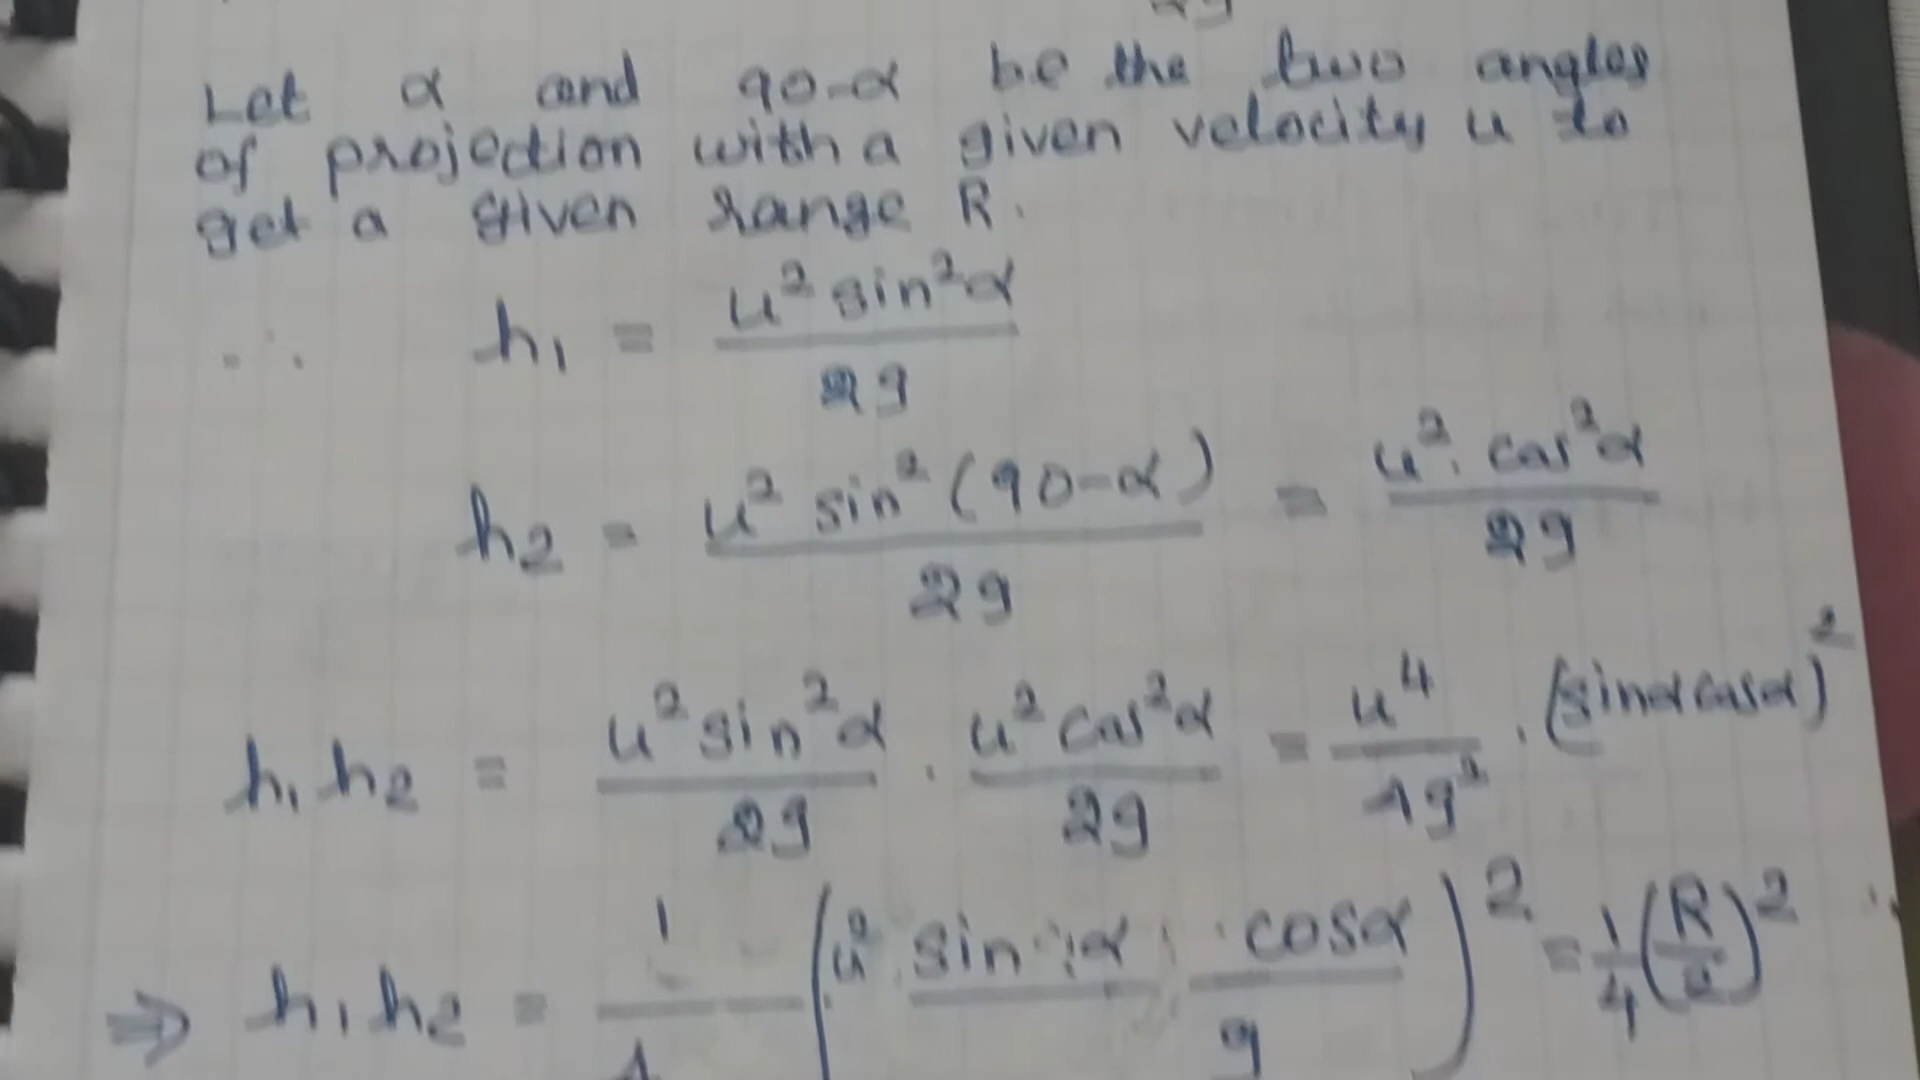 Let α and 90-α be the two angles
of projection with a given velocity u to
get a given range R.
∴ h₁ = u² sin²α / 2g
h₂ = u² sin² (90-α) / 2g = u². cos²α / 2g
h₁h₂ = u² sin²α / 2g . u² cos²α / 2g = u⁴ / 4g² . (sinα cosα)²
⇒ h₁h₂ = 1/4 (u² sin α cosα / g)² = 1/4 (R/2)²